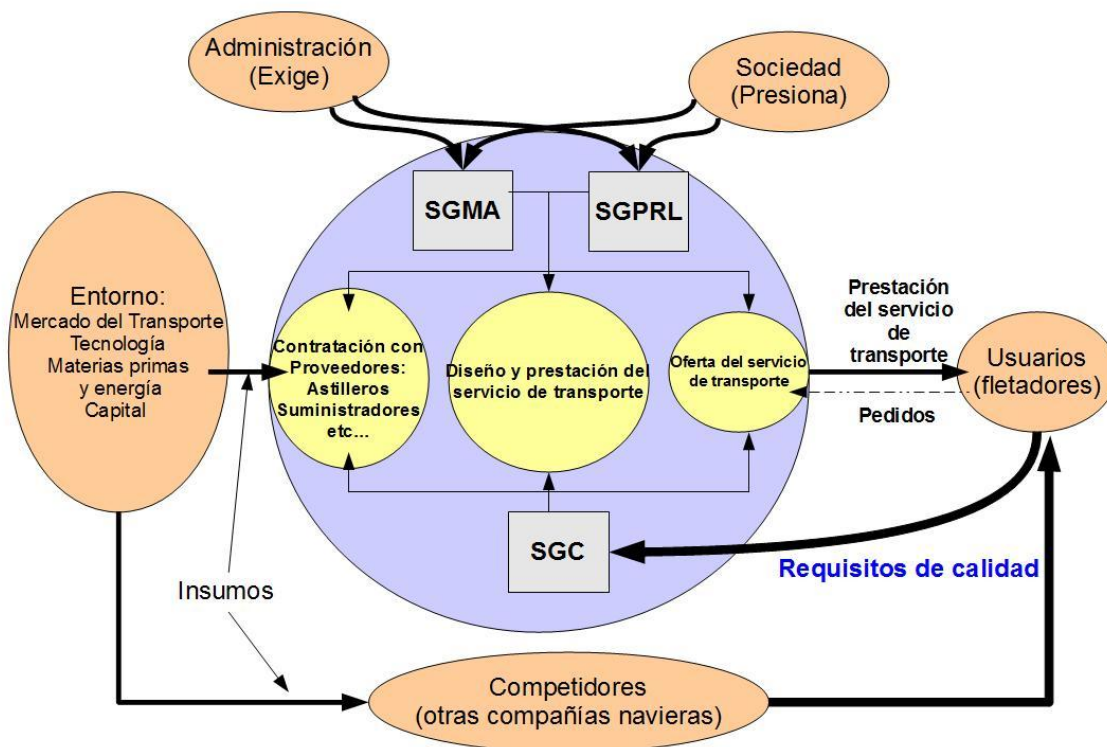 Administración
(Exige)
Sociedad
(Presiona)
SGMA
SGPRL
Entorno:
Mercado del Transporte
Tecnología
Materias primas
y energía
Capital
Contratación con
Proveedores:
Astilleros
Suministradores
etc...
Diseño y prestación del
servicio de transporte
Oferta del servicio
de transporte
Prestación
del servicio
de
transporte
Pedidos
Usuarios
(fletadores)
SGC
Requisitos de calidad
Insumos
Competidores
(otras compañías navieras)